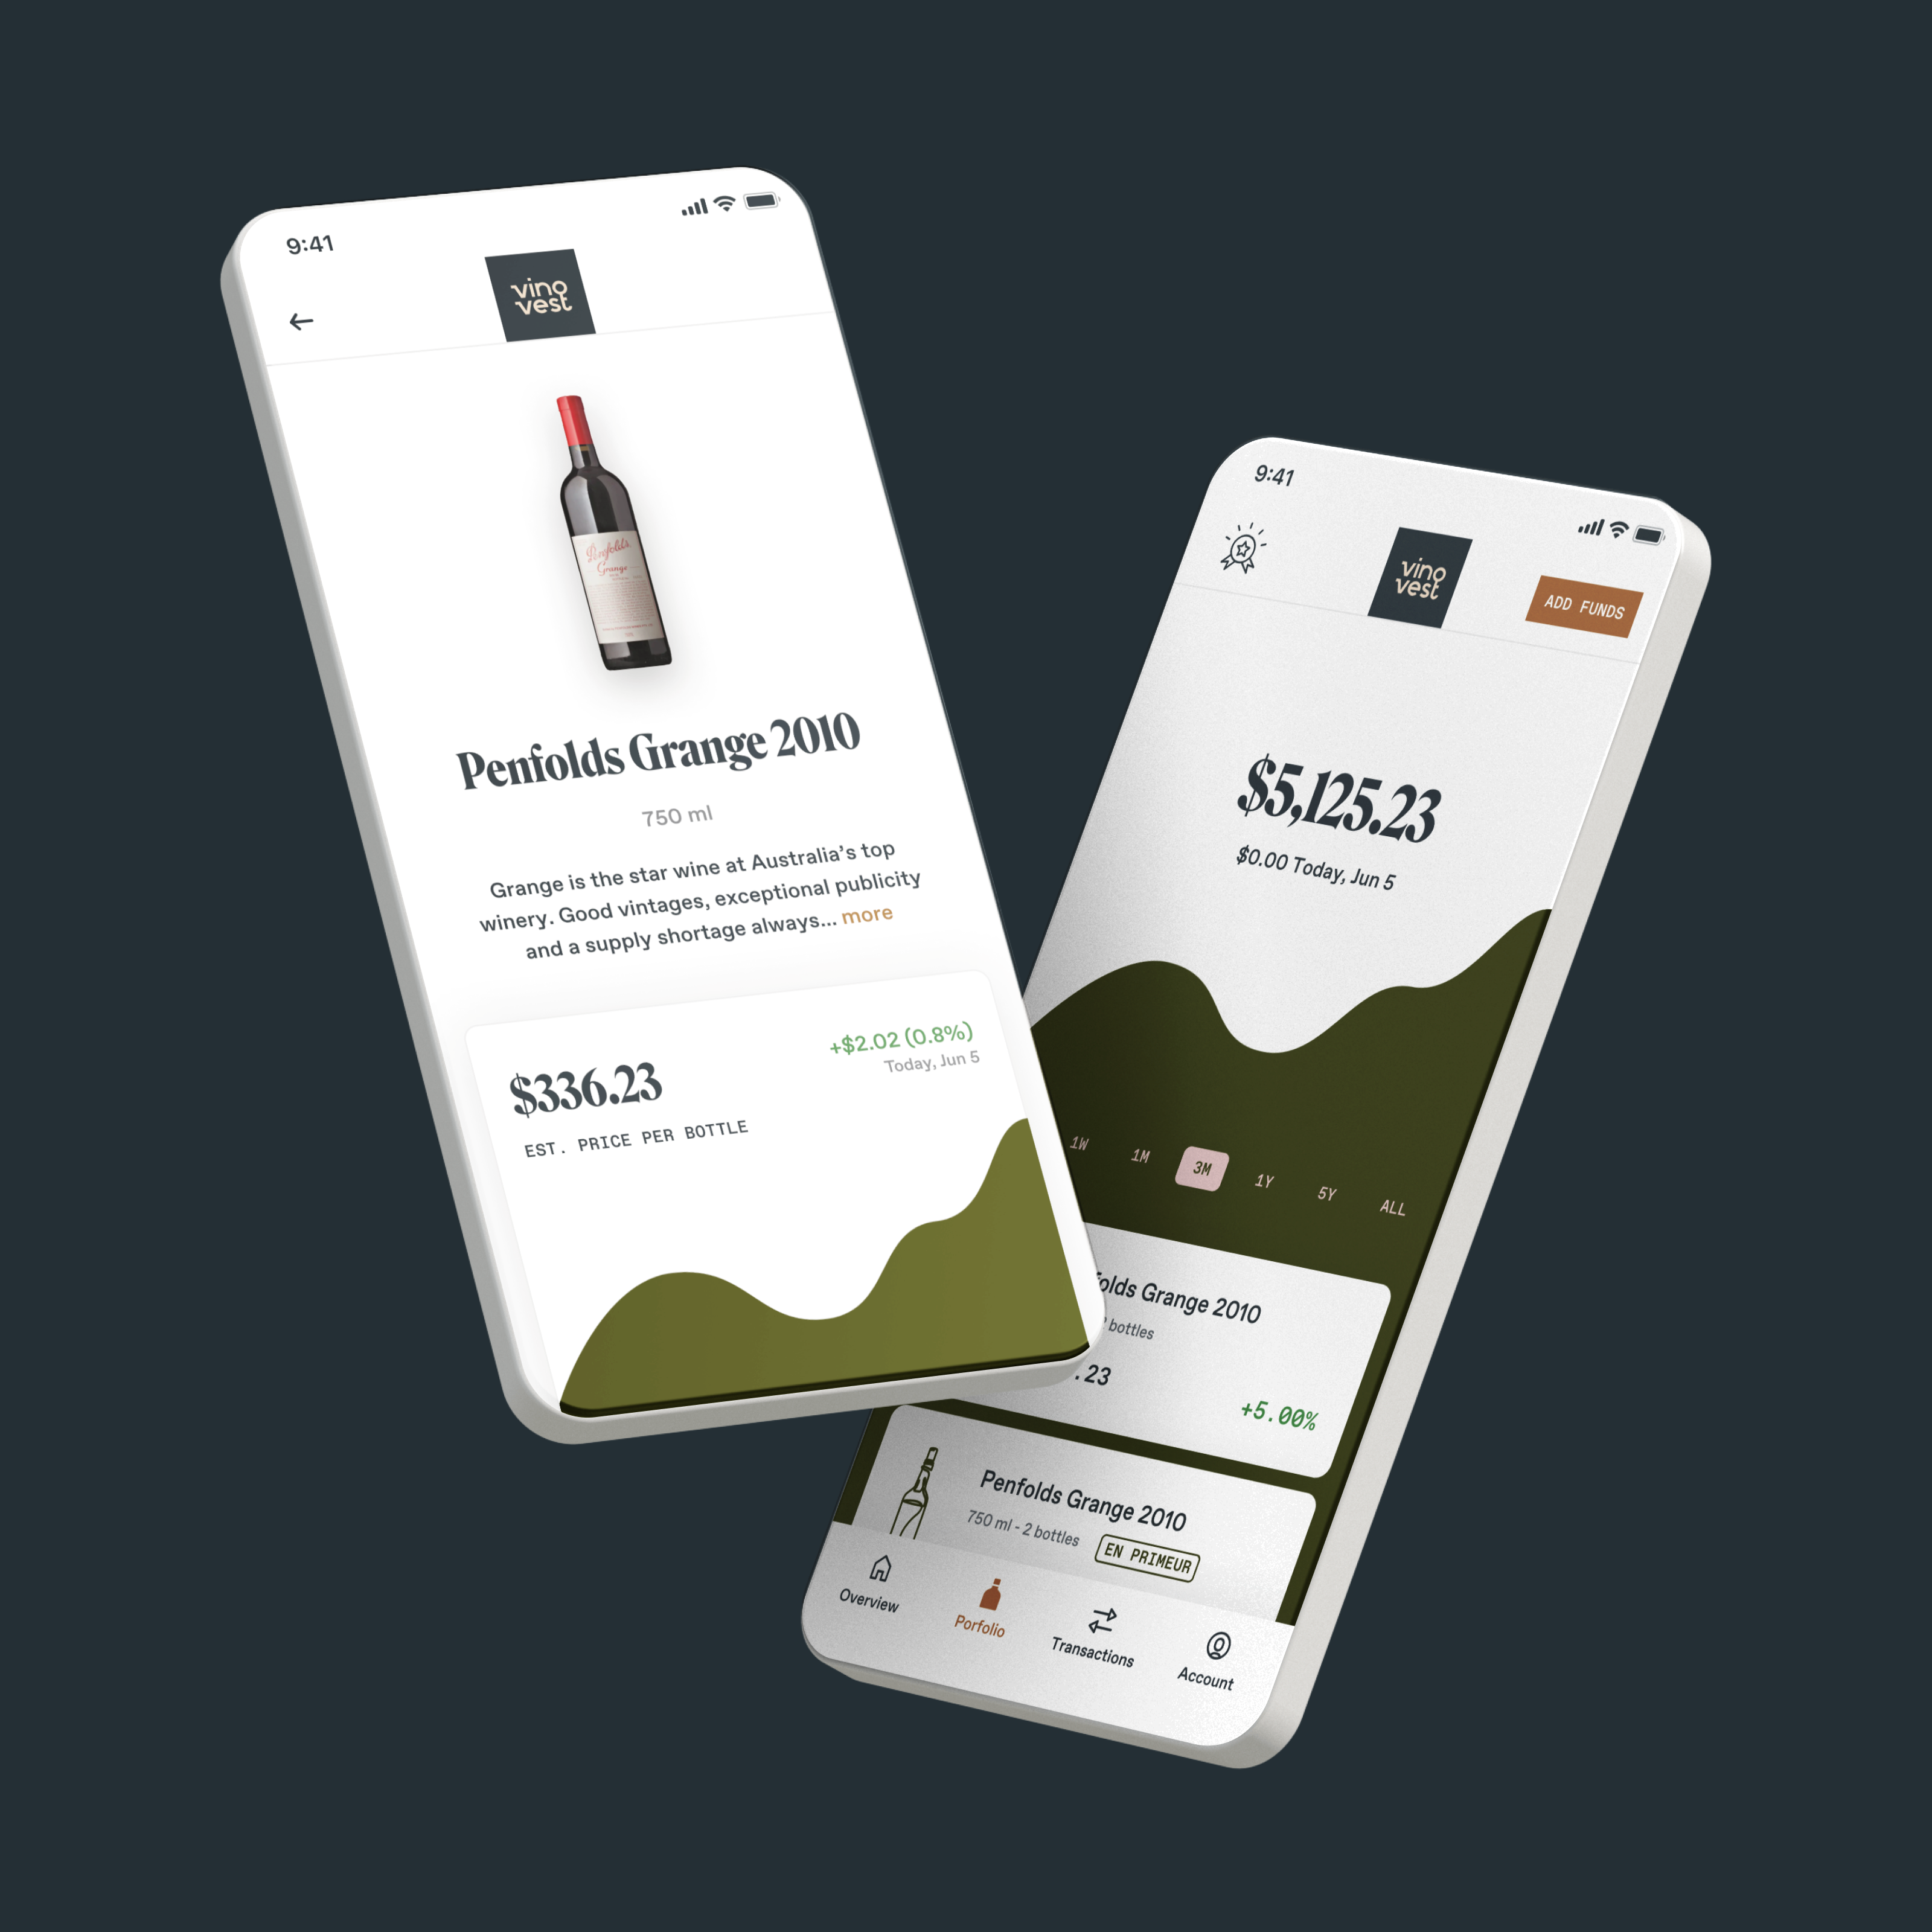 9:41
vino
vest
Penfolds
Grange
Penfolds Grange 2010
750 ml
Grange is the star wine at Australia's top
winery. Good vintages, exceptional publicity
and a supply shortage always... more
$336.23
+$2.02 (0.8%)
Today, Jun 5
EST. PRICE PER BOTTLE
9:41
vino
vest
ADD FUNDS
$5,125.23
$0.00 Today, Jun 5
1W 1M 3M 1Y 5Y ALL
folds Grange 2010
bottles
.23
+5.00%
Penfolds Grange 2010
750 ml - 2 bottles
EN PRIMEUR
Overview
Porfolio
Transactions
Account